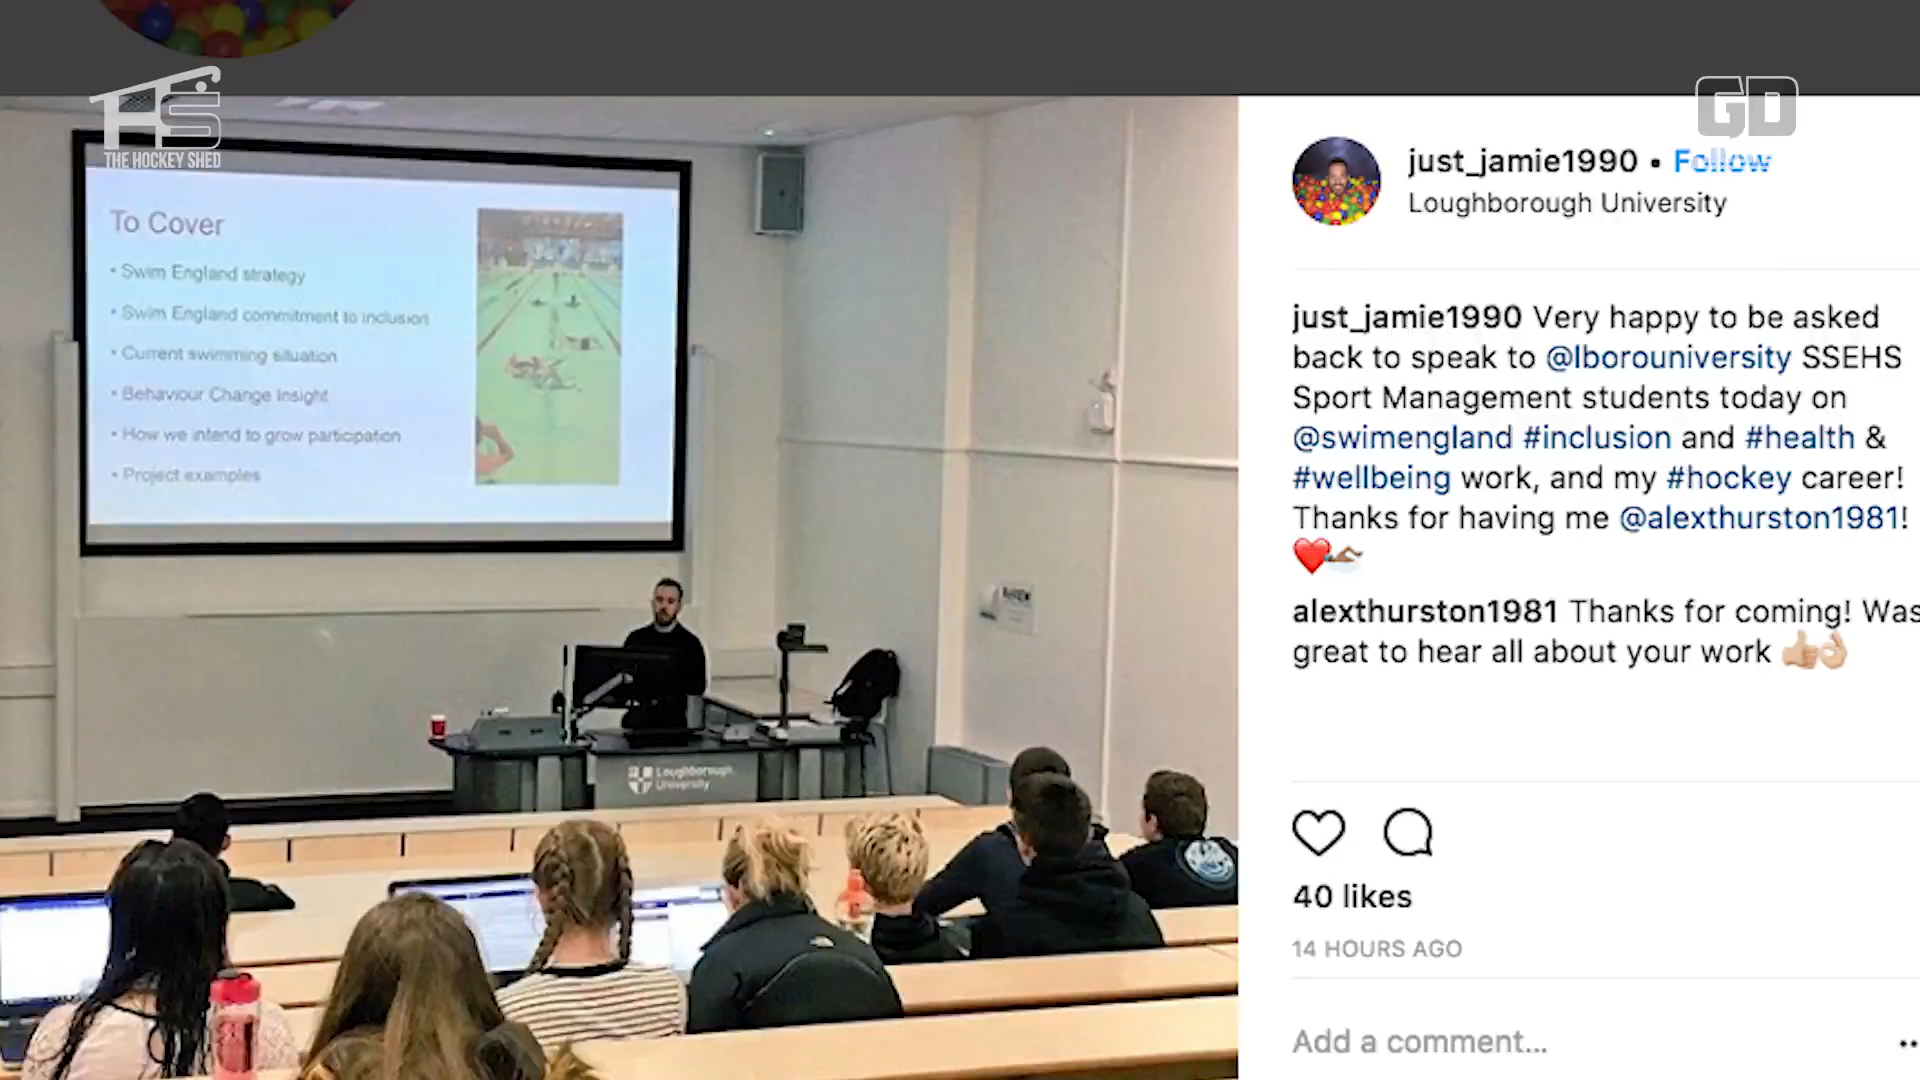 HS
THE HOCKEY SHED
GD
To Cover
• Swim England strategy
• Swim England commitment to inclusion
• Current swimming situation
• Behaviour Change Insight
• How we intend to grow participation
• Project examples
Loughborough
University
just_jamie1990 • Follow
Loughborough University
just_jamie1990 Very happy to be asked
back to speak to @lborouniversity SSEHS
Sport Management students today on
@swimengland #inclusion and #health &
#wellbeing work, and my #hockey career!
Thanks for having me @alexthurston1981!
❤️🏊🏾
alexthurston1981 Thanks for coming! Was
great to hear all about your work 👍🏼👌🏼
40 likes
14 HOURS AGO
Add a comment...